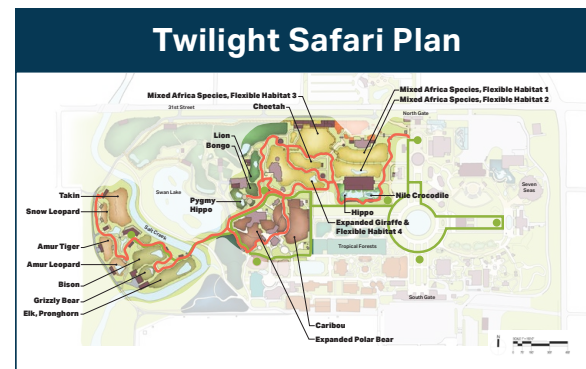 Twilight Safari Plan
Mixed Africa Species, Flexible Habitat 3
31st Street
Cheetah
Mixed Africa Species, Flexible Habitat 1
Mixed Africa Species, Flexible Habitat 2
North Gate
Lion
Bongo
Takin
Swan Lake
Snow Leopard
Pygmy
Hippo
Nile Crocodile
Seven
Seas
Hippo
Expanded Giraffe &
Flexible Habitat 4
Salt Creek
Amur Tiger
Tropical Forests
Amur Leopard
Bison
Grizzly Bear
Elk, Pronghorn
South Gate
Caribou
Expanded Polar Bear
N